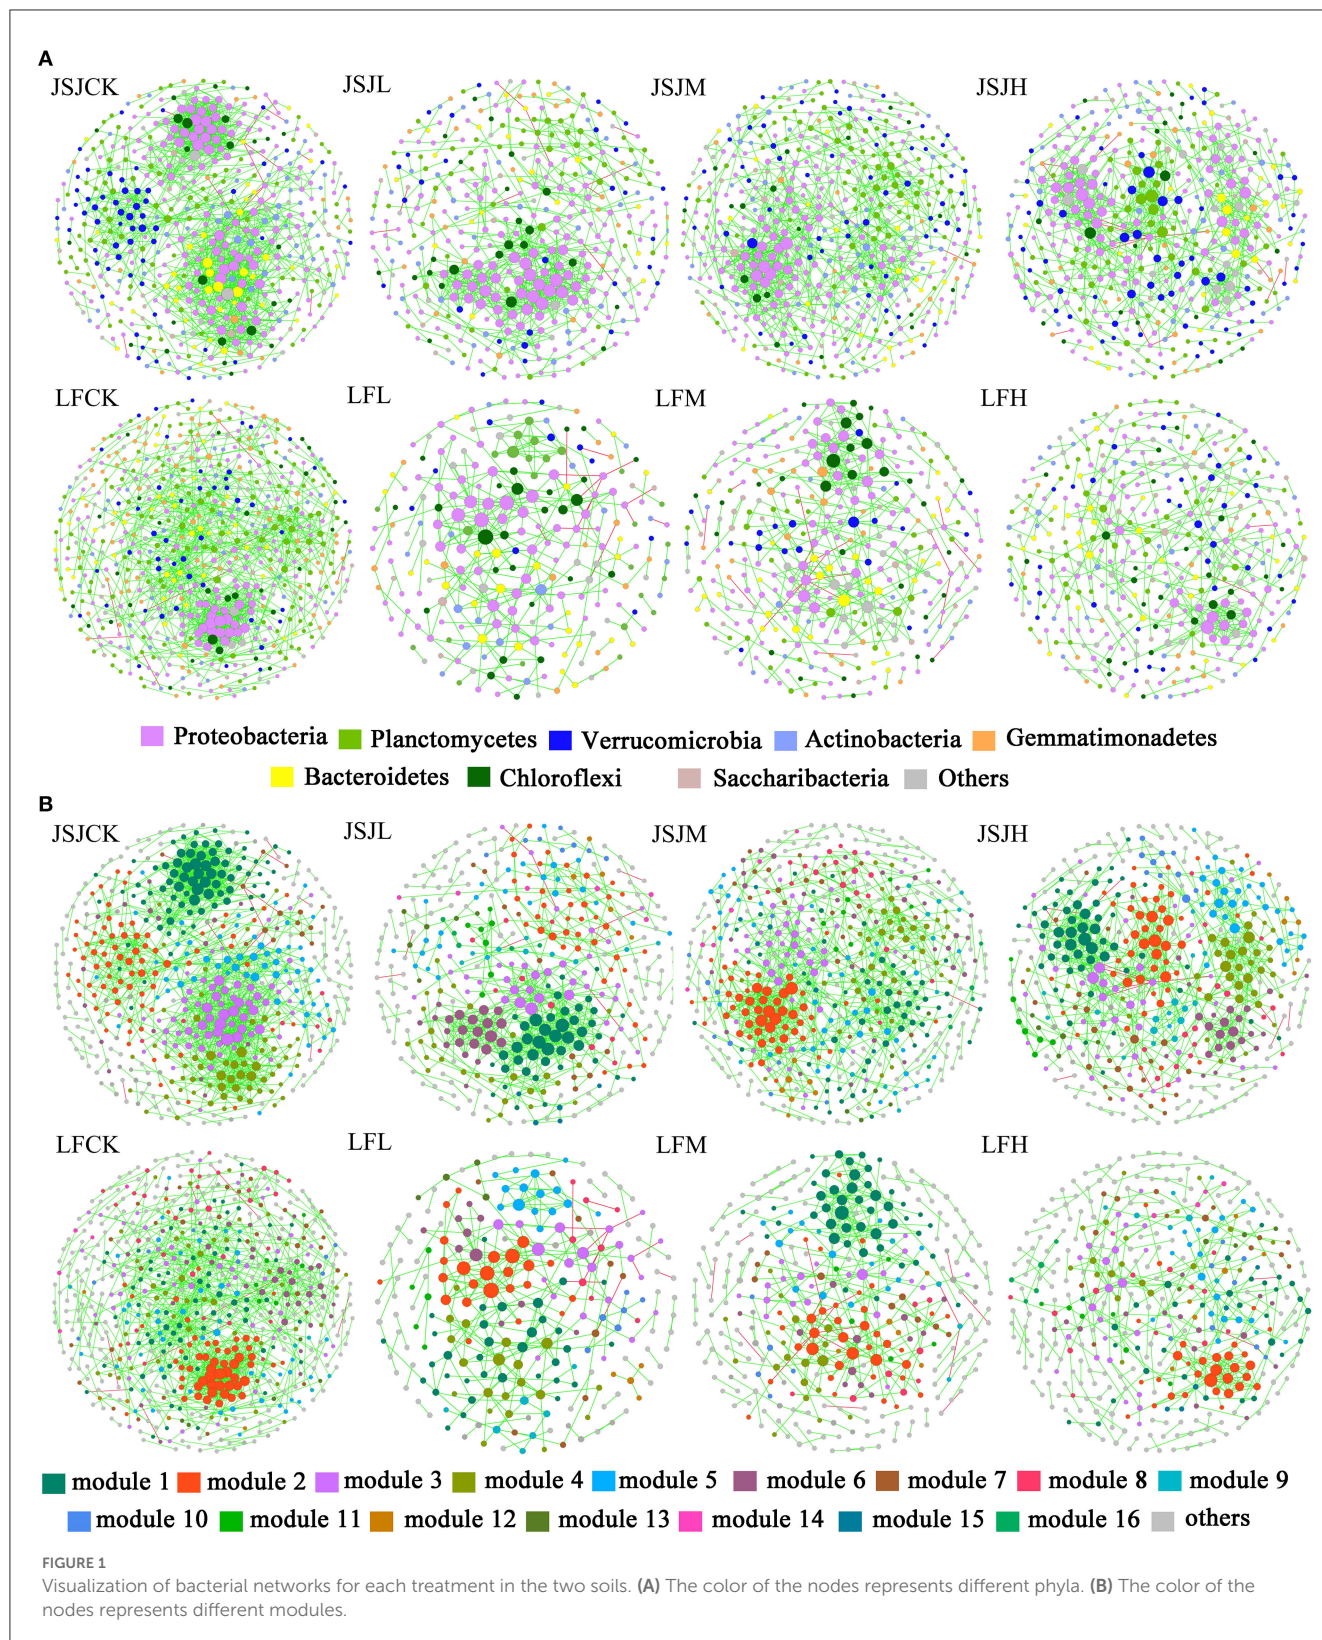 A
JSJCK
JSJL
JSJM
JSJH
LFCK
LFL
LFM
LFH
Proteobacteria Planctomycetes Verrucomicrobia Actinobacteria Gemmatimonadetes
Bacteroidetes Chloroflexi Saccharibacteria Others
B
JSJCK
JSJL
JSJM
JSJH
LFCK
LFL
LFM
LFH
module 1 module 2 module 3 module 4 module 5 module 6 module 7 module 8 module 9
module 10 module 11 module 12 module 13 module 14 module 15 module 16 others
FIGURE 1
Visualization of bacterial networks for each treatment in the two soils. (A) The color of the nodes represents different phyla. (B) The color of the
nodes represents different modules.